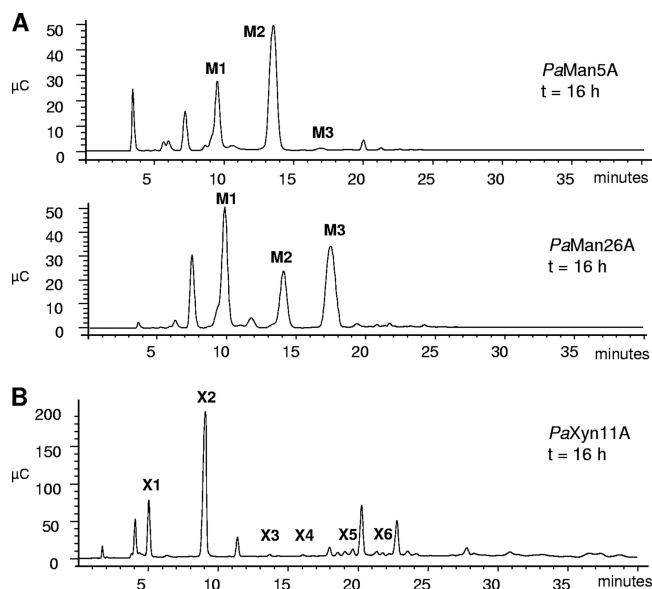 A
50
M2
40
M1
PaMan5A
μC
30
t = 16 h
20
10
M3
0
5 10 15 20 25 30 35 minutes
50
M1
40
M3
PaMan26A
μC
30
M2
t = 16 h
20
10
0
5 10 15 20 25 30 35 minutes
B
X2
200
PaXyn11A
150
t = 16 h
μC
100
X1
50
X3 X4 X5 X6
0
5 10 15 20 25 30 35
minutes